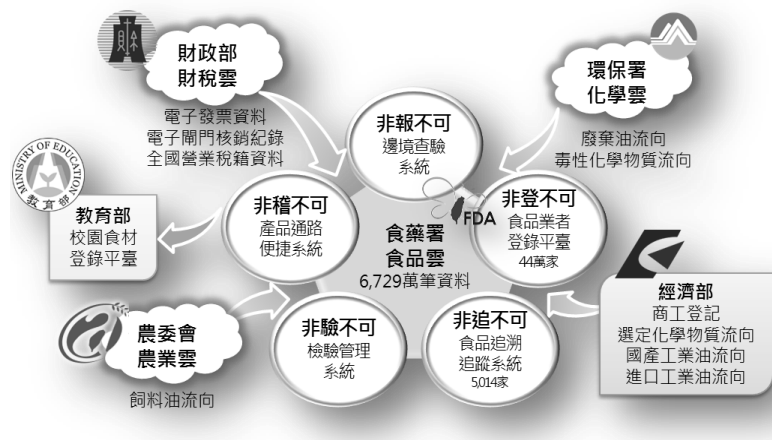 財政部
財稅雲
電子發票資料
電子閘門核銷紀錄
全國營業稅籍資料
環保署
化學雲
廢棄油流向
毒性化學物質流向
非報不可
邊境查驗
系統
MINISTRY OF EDUCATION
教育部
教育部
校園食材
登錄平臺
非稽不可
產品通路
便捷系統
非登不可
食品業者
登錄平臺
44萬家
FDA
食藥署
食品雲
6,729萬筆資料
農委會
農業雲
飼料油流向
非驗不可
檢驗管理
系統
非追不可
食品追溯
追蹤系統
5,014家
經濟部
商工登記
選定化學物質流向
國產工業油流向
進口工業油流向